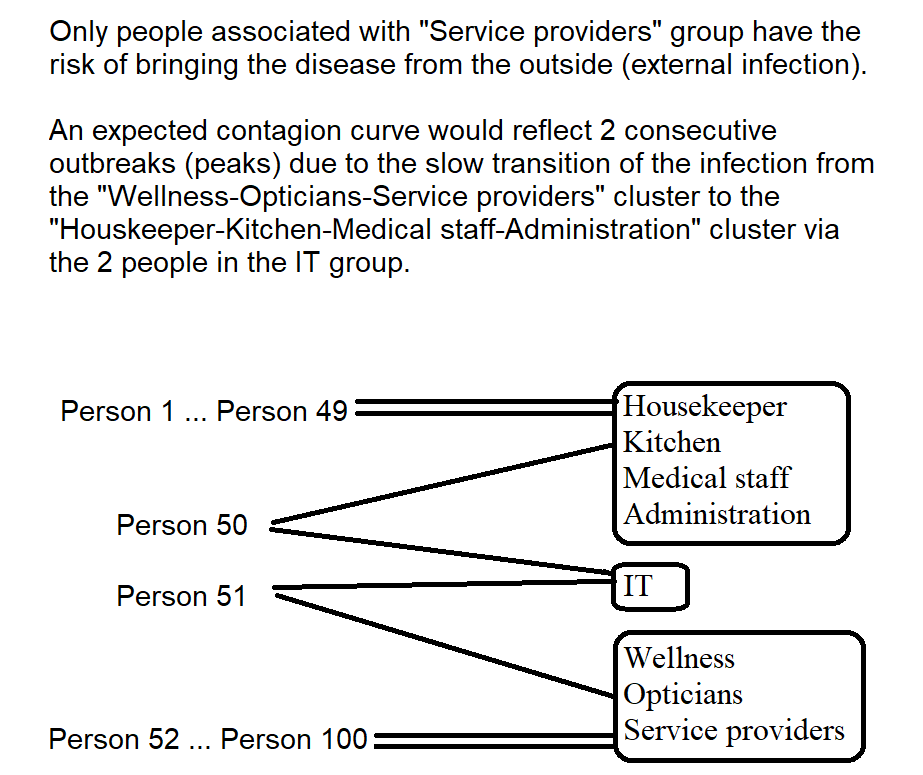 Only people associated with "Service providers" group have the
risk of bringing the disease from the outside (external infection).
An expected contagion curve would reflect 2 consecutive
outbreaks (peaks) due to the slow transition of the infection from
the "Wellness-Opticians-Service providers" cluster to the
"Houskeeper-Kitchen-Medical staff-Administration" cluster via
the 2 people in the IT group.
Person 1 ... Person 49
Housekeeper
Kitchen
Medical staff
Administration
Person 50
Person 51
IT
Wellness
Opticians
Service providers
Person 52 ... Person 100